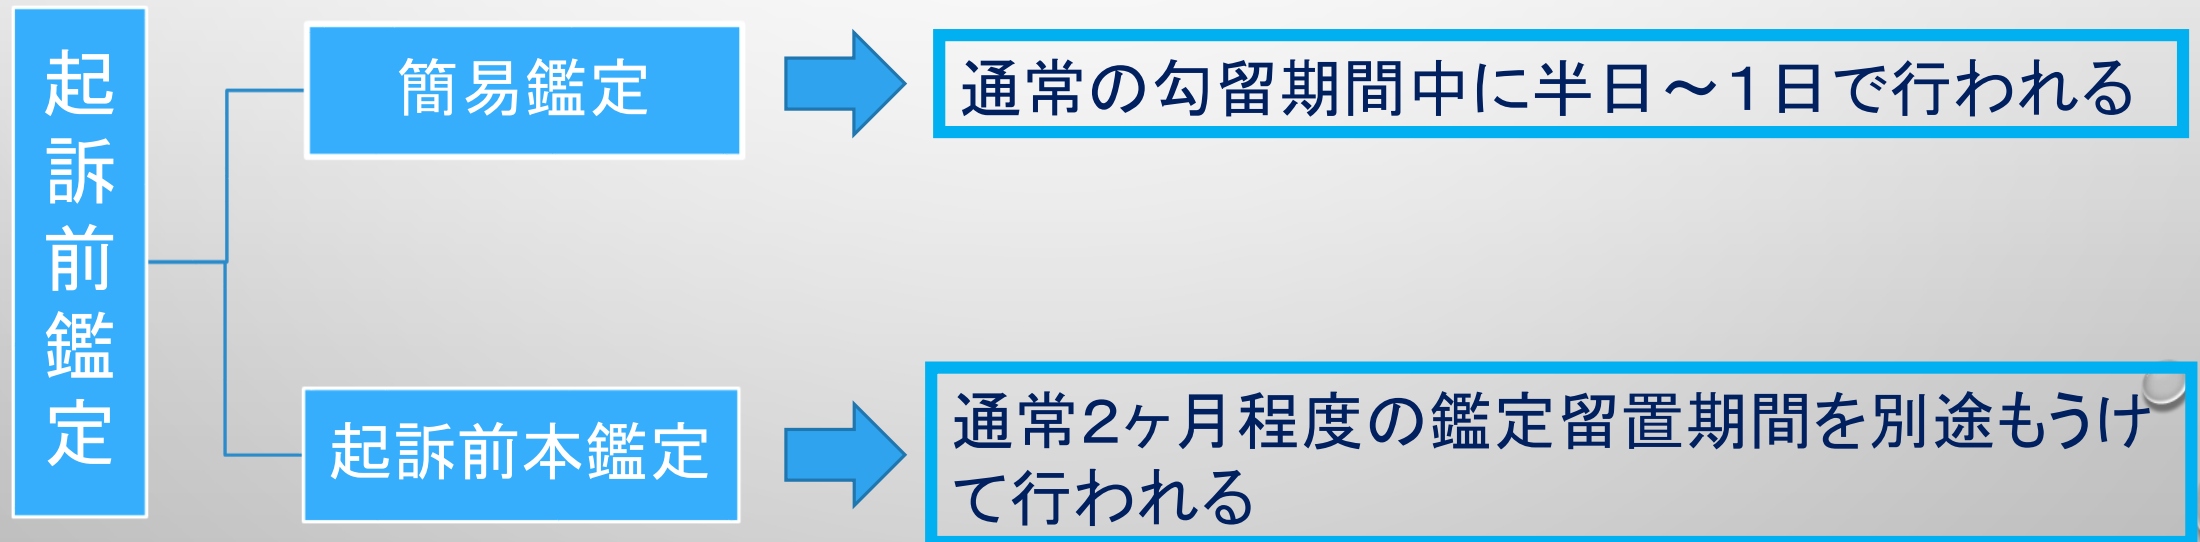 起訴前鑑定
簡易鑑定
通常の勾留期間中に半日～１日で行われる
起訴前本鑑定
通常２ヶ月程度の鑑定留置期間を別途もうけ
て行われる